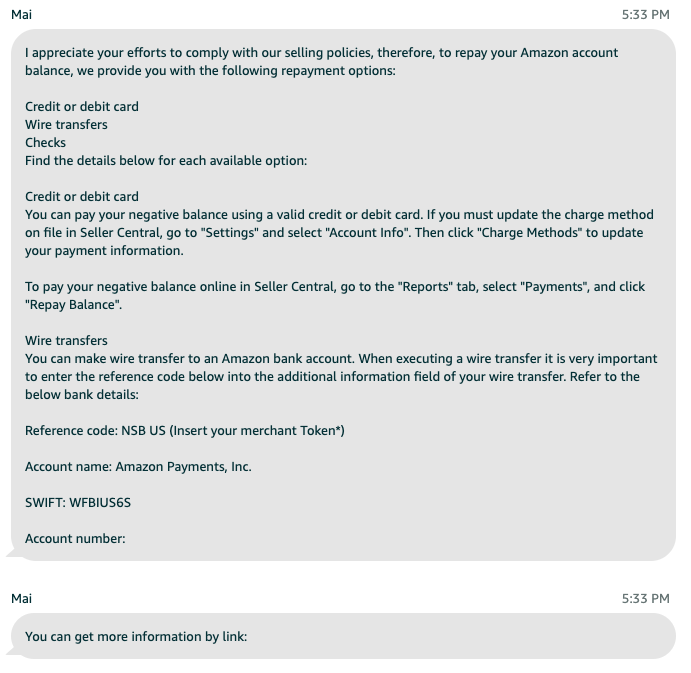 Mai 5:33 PM
I appreciate your efforts to comply with our selling policies, therefore, to repay your Amazon account
balance, we provide you with the following repayment options:
Credit or debit card
Wire transfers
Checks
Find the details below for each available option:
Credit or debit card
You can pay your negative balance using a valid credit or debit card. If you must update the charge method
on file in Seller Central, go to "Settings" and select "Account Info". Then click "Charge Methods" to update
your payment information.
To pay your negative balance online in Seller Central, go to the "Reports" tab, select "Payments", and click
"Repay Balance".
Wire transfers
You can make wire transfer to an Amazon bank account. When executing a wire transfer it is very important
to enter the reference code below into the additional information field of your wire transfer. Refer to the
below bank details:
Reference code: NSB US (Insert your merchant Token*)
Account name: Amazon Payments, Inc.
SWIFT: WFBIUS6S
Account number:
Mai 5:33 PM
You can get more information by link: